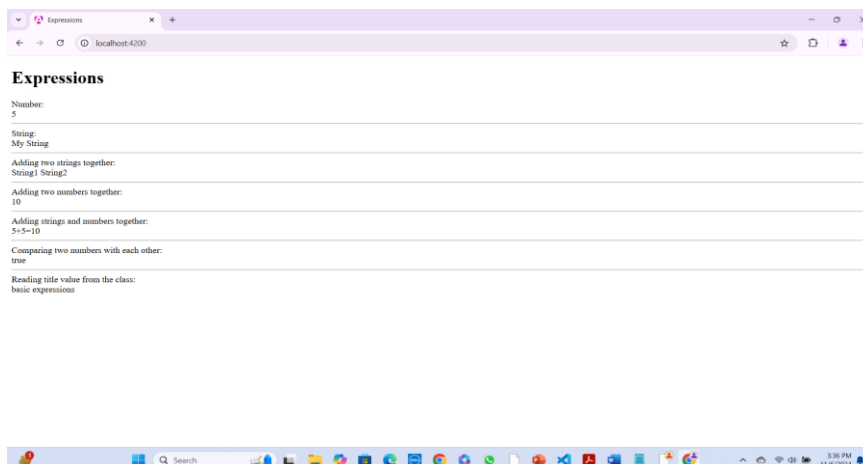 Expressions
localhost:4200
Expressions
Number:
5
String:
My String
Adding two strings together:
String1 String2
Adding two numbers together:
10
Adding strings and numbers together:
5+5=10
Comparing two numbers with each other:
true
Reading title value from the class:
basic expressions
Search
3:36 PM